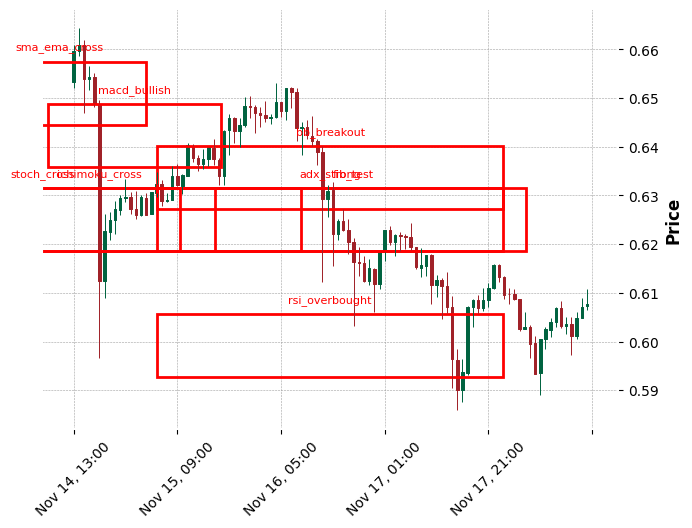 sma_ema_cross
0.66
macd_bullish
0.65
bb_breakout
0.64
stoch_cross
ichimoku_cross
adx_strong
fib_test
0.63
Price
0.62
rsi_overbought
0.61
0.60
0.59
Nov 14, 13:00
Nov 15, 09:00
Nov 16, 05:00
Nov 17, 01:00
Nov 17, 21:00